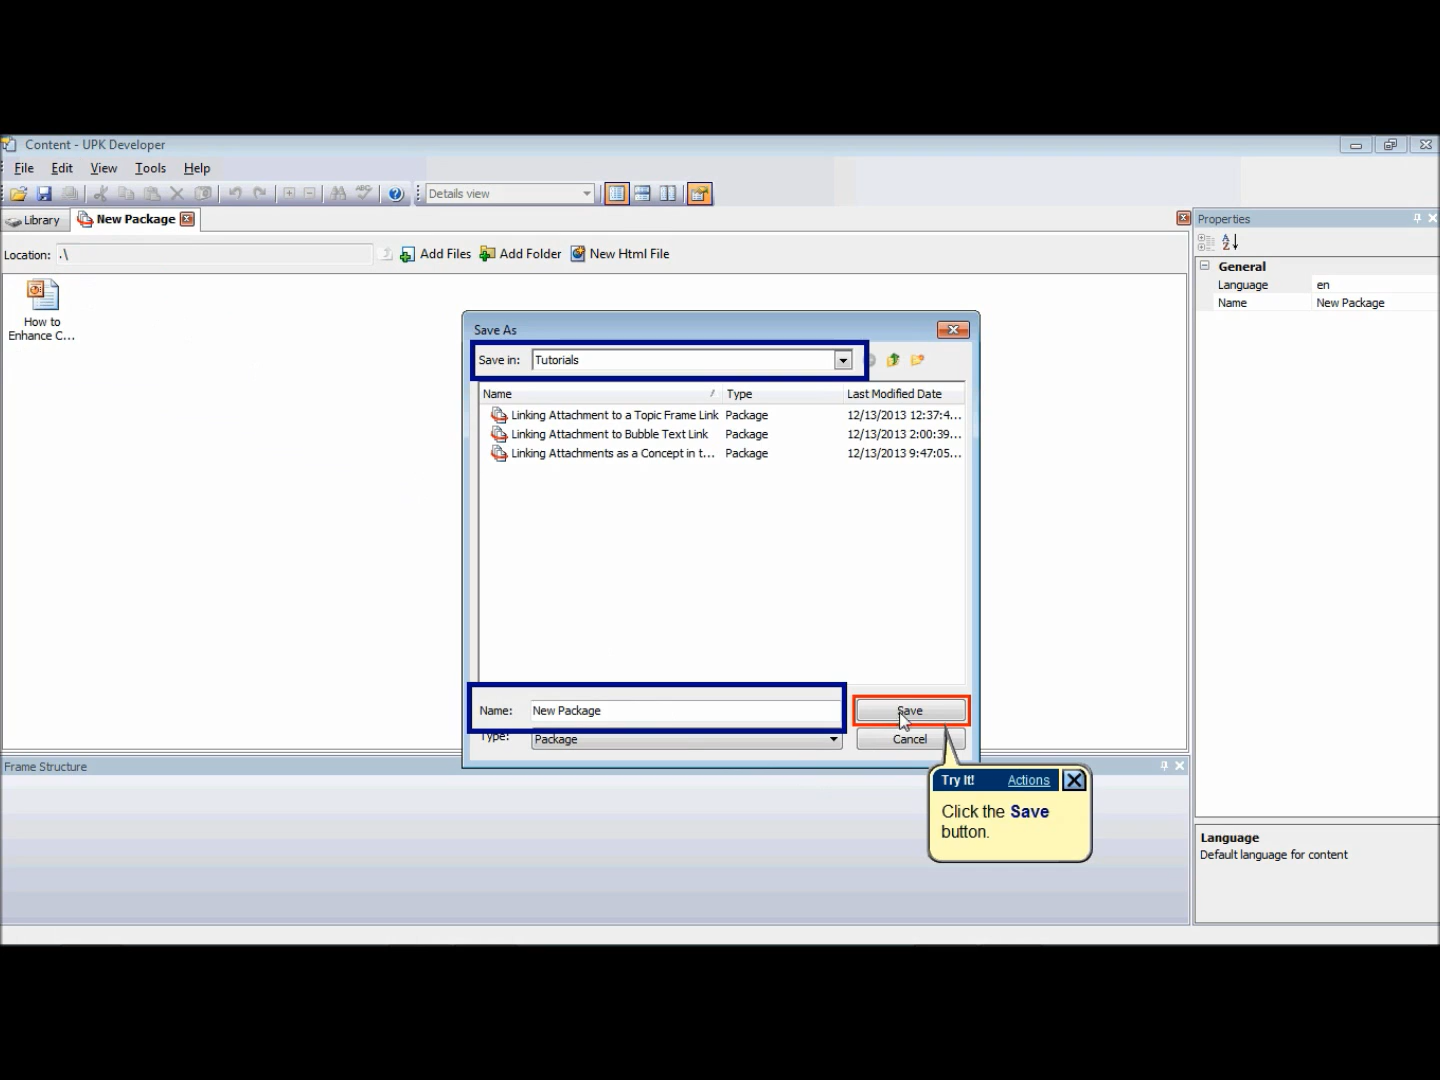 Content - UPK Developer
File Edit View Tools Help
Details view
Library New Package
Properties
Location: .\ Add Files Add Folder New Html File
General
Language en
Name New Package
How to
Enhance C...
Save As
Save in: Tutorials
Name / Type Last Modified Date
Linking Attachment to a Topic Frame Link Package 12/13/2013 12:37:4...
Linking Attachment to Bubble Text Link Package 12/13/2013 2:00:39...
Linking Attachments as a Concept in t... Package 12/13/2013 9:47:05...
Name: New Package Save
Type: Package Cancel
Frame Structure
Try It! Actions
Click the Save
button.
Language
Default language for content